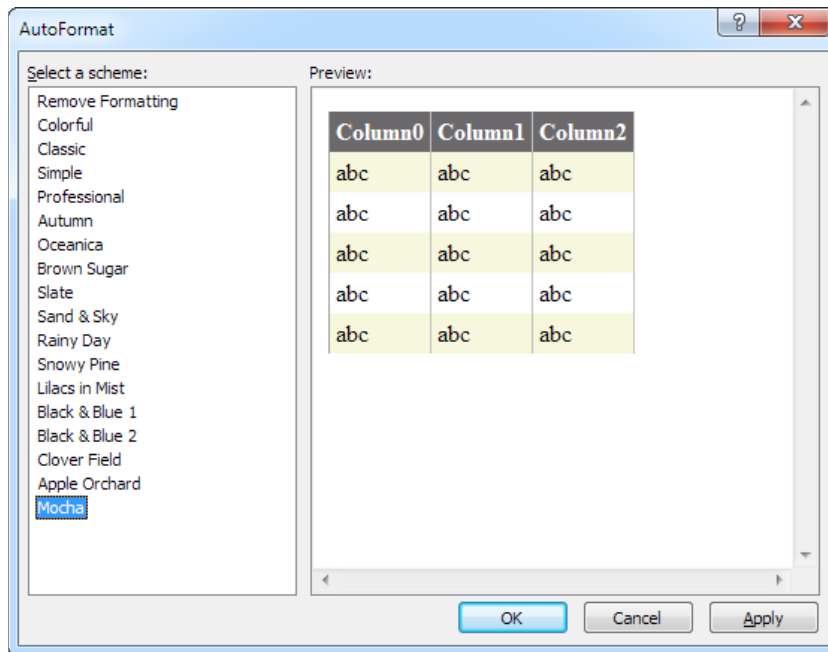 AutoFormat
?
Select a scheme:
Preview:
Remove Formatting
Colorful
Classic
Simple
Professional
Autumn
Oceanica
Brown Sugar
Slate
Sand & Sky
Rainy Day
Snowy Pine
Lilacs in Mist
Black & Blue 1
Black & Blue 2
Clover Field
Apple Orchard
Mocha
Column0 Column1 Column2
abc abc abc
abc abc abc
abc abc abc
abc abc abc
abc abc abc
OK Cancel Apply